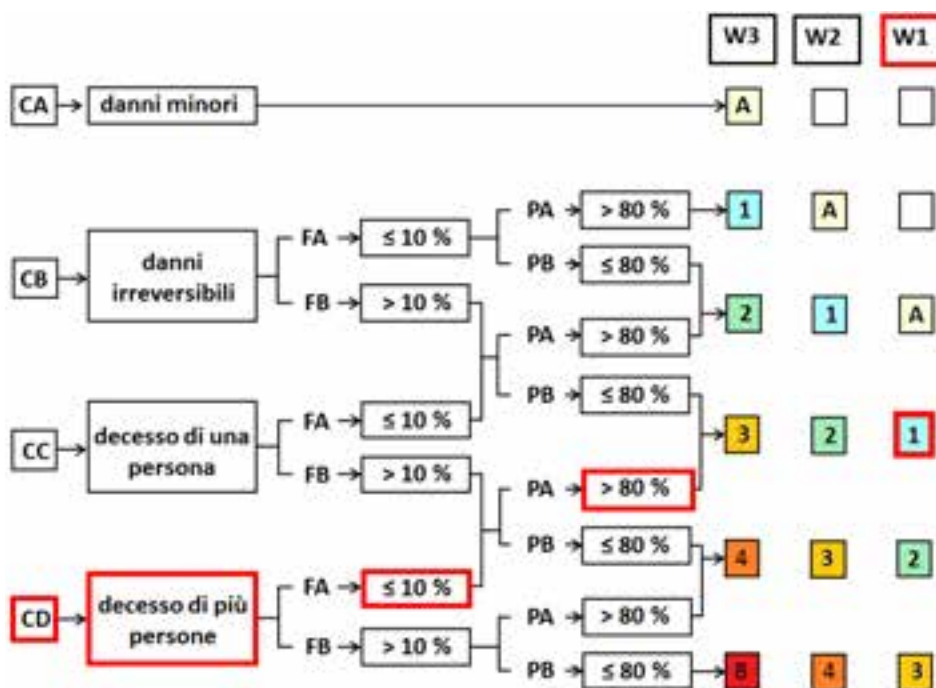 W3 W2 W1
CA danni minori A
PA > 80 % 1 A
FA ≤ 10 %
CB danni irreversibili PB ≤ 80 %
FB > 10 % 2 1 A
PA > 80 %
PB ≤ 80 %
CC decesso di una persona FA ≤ 10 % 3 2 1
FB > 10 %
PA > 80 %
PB ≤ 80 % 4 3 2
CD decesso di più persone FA ≤ 10 %
PA > 80 %
FB > 10 %
PB ≤ 80 % 4 3